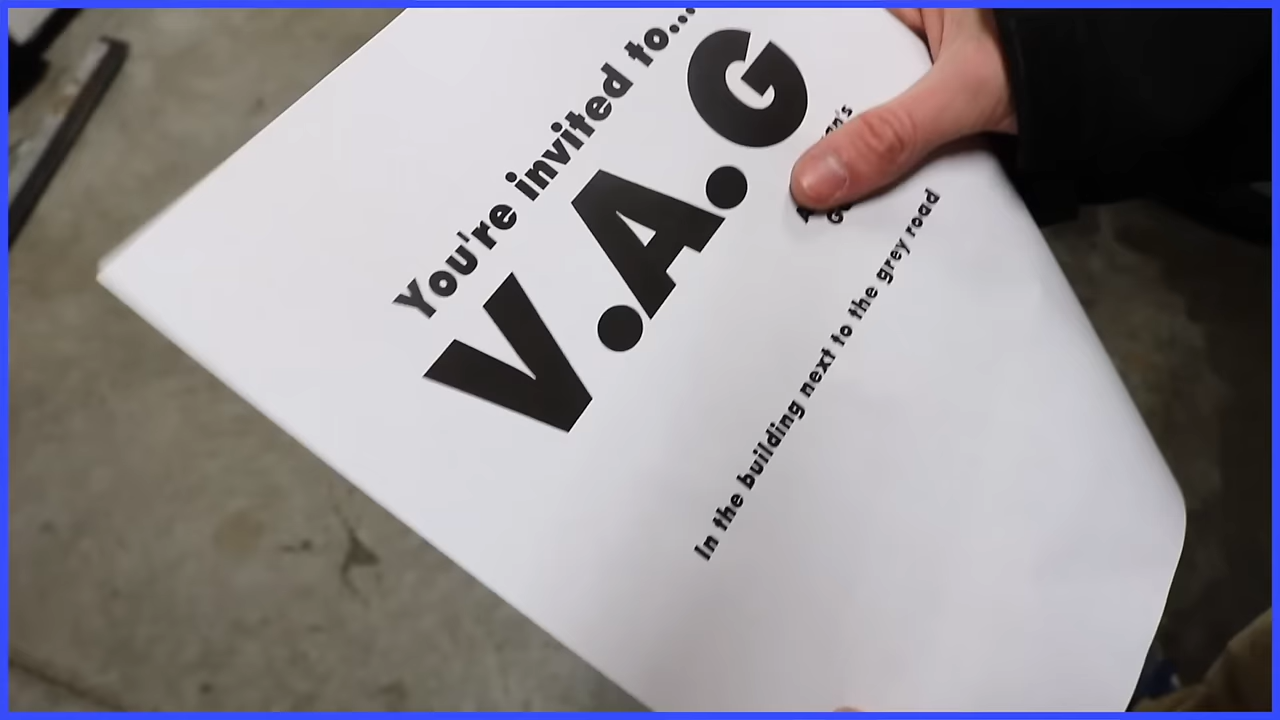 You're invited to...
V.A.G
In the building next to the grey road